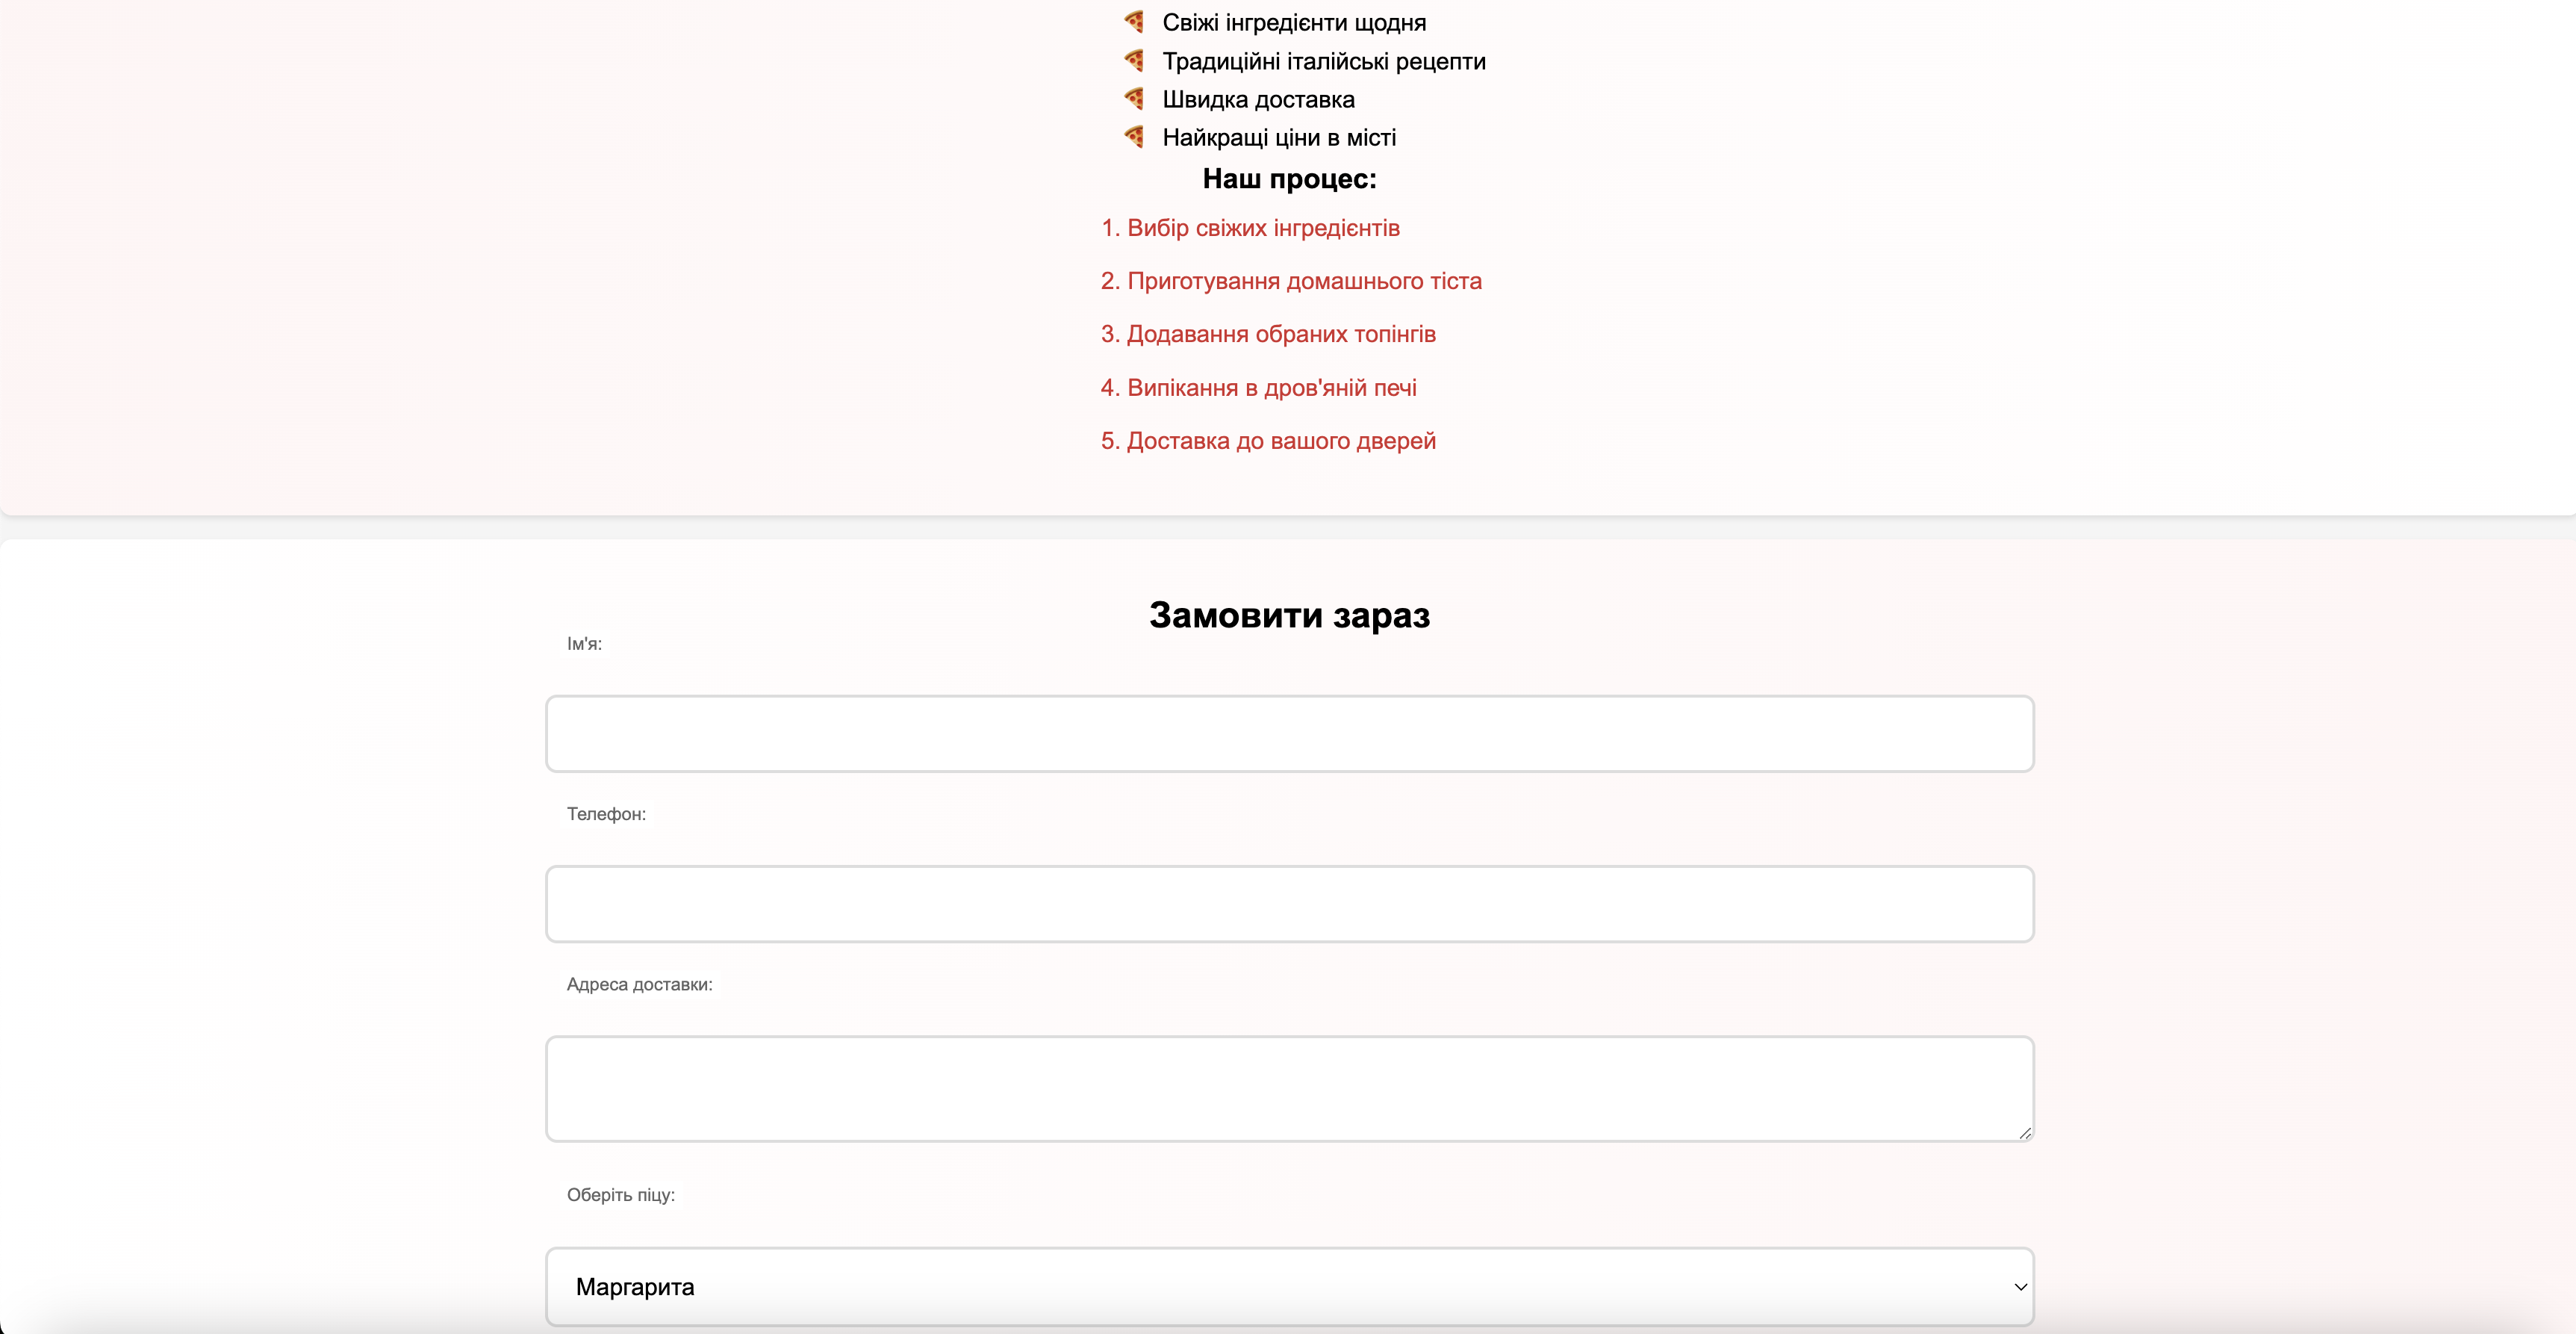 Свіжі інгредієнти щодня
Традиційні італійські рецепти
Швидка доставка
Найкращі ціни в місті
Наш процес:
1. Вибір свіжих інгредієнтів
2. Приготування домашнього тіста
3. Додавання обраних топінгів
4. Випікання в дров'яній печі
5. Доставка до вашого дверей
Замовити зараз
Ім'я:
Телефон:
Адреса доставки:
Оберіть піцу:
Маргарита